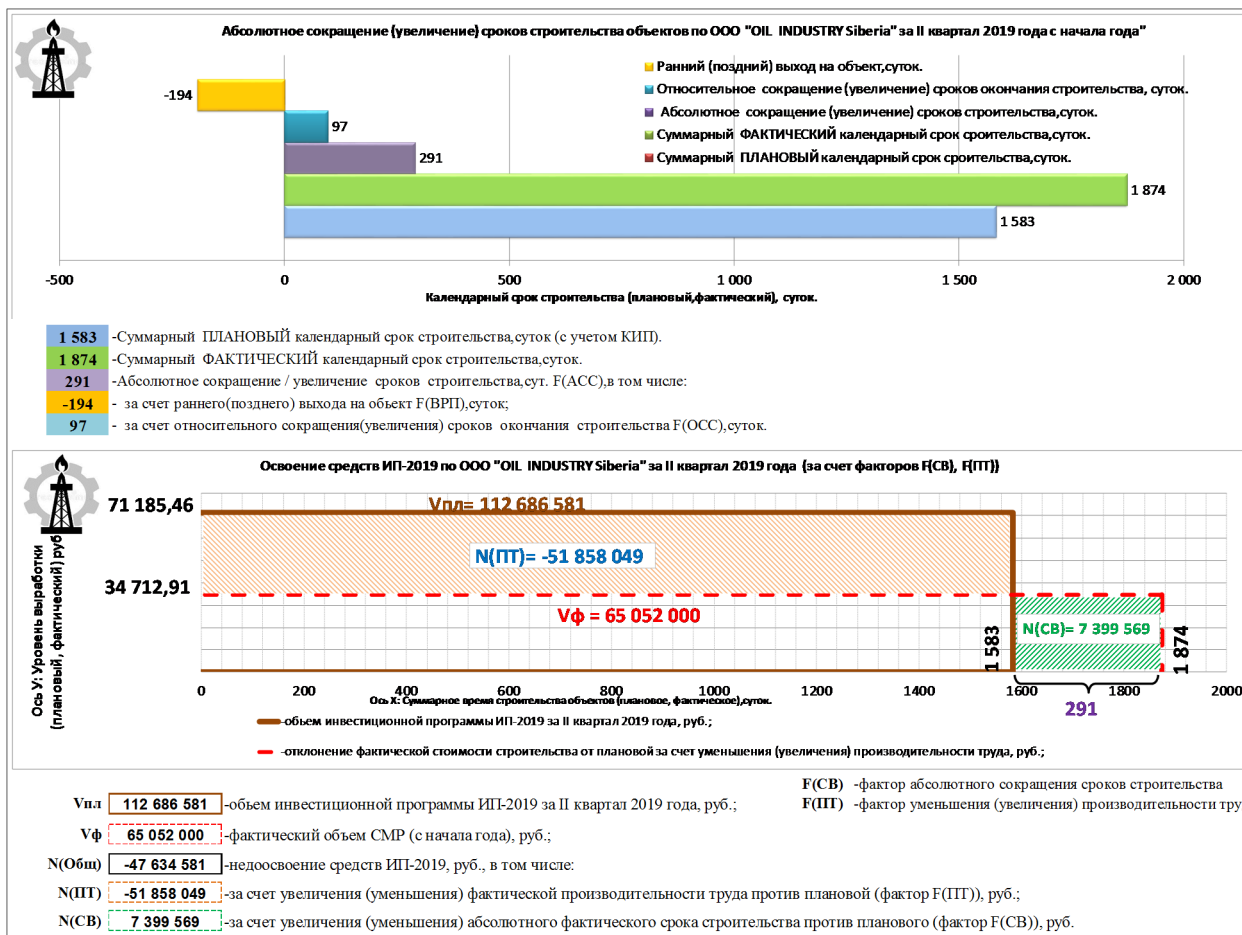 Абсолютное сокращение (увеличение) сроков строительства объектов по ООО "OIL INDUSTRY Siberia" за II квартал 2019 года с начала года"
Ранний (поздний) выход на объект,суток.
Относительное сокращение (увеличение) сроков окончания строительства, суток.
Абсолютное сокращение (увеличение) сроков строительства,суток.
Суммарный ФАКТИЧЕСКИЙ календарный срок сроительства,суток.
Суммарный ПЛАНОВЫЙ календарный срок сроительства,суток.
-194
97
291
1 874
1 583
-500 0 500 1 000 1 500 2 000
Календарный срок строительства (плановый,фактический), суток.
1 583 -Суммарный ПЛАНОВЫЙ календарный срок строительства,суток (с учетом КИП).
1 874 -Суммарный ФАКТИЧЕСКИЙ календарный срок строительства,суток.
291 -Абсолютное сокращение / увеличение сроков строительства,сут. F(АСС),в том числе:
-194 - за счет раннего(позднего) выхода на обьект F(ВРП),суток;
97 - за счет относительного сокращения(увеличения) сроков окончания строительства F(ОСС),суток.
Освоение средств ИП-2019 по ООО "OIL INDUSTRY Siberia" за II квартал 2019 года (за счет факторов F(СВ), F(ПТ))
71 185,46
34 712,91
Ось У: Уровень выработки
(плановый, фактический) руб
Vпл= 112 686 581
N(ПТ)= -51 858 049
Vф = 65 052 000
N(СВ)= 7 399 569
1 583
1 874
0 200 400 600 800 1000 1200 1400 1600 1800 2000
Ось Х: Суммарное время строительства объектов (плановое, фактическое),суток.
291
-объем инвестиционной программы ИП-2019 за II квартал 2019 года, руб.;
-отклонение фактической стоимости строительства от плановой за счет уменьшения (увеличения) производительности труда, руб.;
F(СВ) -фактор абсолютного сокращения сроков строительства
F(ПТ) -фактор уменьшения (увеличения) производительности тру
Vпл 112 686 581 -обьем инвестиционной программы ИП-2019 за II квартал 2019 года, руб.;
Vф 65 052 000 -фактический объем СМР (с начала года), руб.;
N(Общ) -47 634 581 -недоосвоение средств ИП-2019, руб., в том числе:
N(ПТ) -51 858 049 -за счет увеличения (уменьшения) фактической производительности труда против плановой (фактор F(ПТ)), руб.;
N(СВ) 7 399 569 -за счет увеличения (уменьшения) абсолютного фактического срока строительства против планового (фактор F(СВ)), руб.